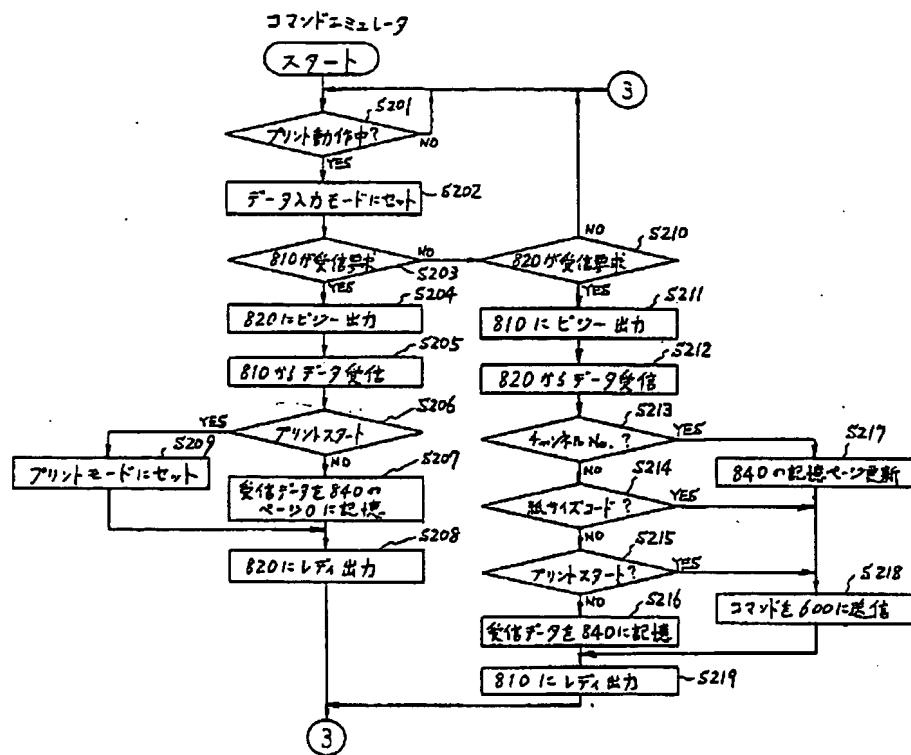 コマンドエミュレータ
スタート
3
S201
プリント動作中?
NO
YES
S202
データ入力モードにセット
810が受信要求
NO
S203
YES
S204
820にビジー出力
S205
810からデータ受信
S206
YES
プリントスタート
S209
プリントモードにセット
NO
S207
受信データを840の
ページ0に記憶
S208
820にレディ出力
3
NO
S210
820が受信要求
YES
S211
810にビジー出力
S212
820からデータ受信
S213
チャンネルNo.?
YES
S217
840の記憶ページ更新
NO
S214
紙サイズコード?
YES
NO
S215
プリントスタート?
YES
S218
コマンドを600に送信
NO
S216
受信データを840に記憶
810にレディ出力
S219